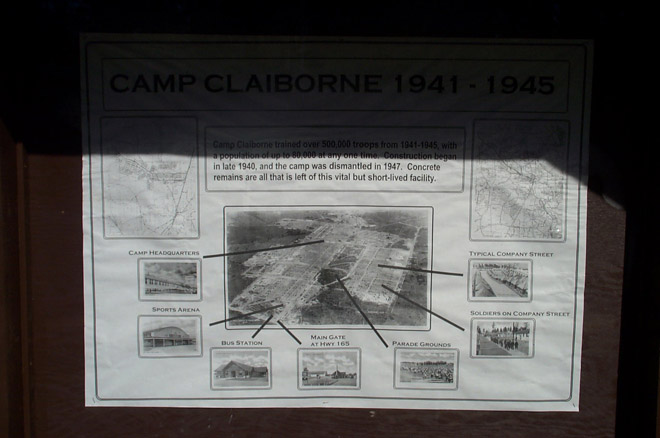 CAMP CLAIBORNE 1941 - 1945
Camp Claiborne trained over 500,000 troops from 1941-1945, with
a population of up to 80,000 at any one time. Construction began
in late 1940, and the camp was dismantled in 1947. Concrete
remains are all that is left of this vital but short-lived facility.
CAMP HEADQUARTERS
TYPICAL COMPANY STREET
SPORTS ARENA
SOLDIERS ON COMPANY STREET
BUS STATION
MAIN GATE
AT HWY 165
PARADE GROUNDS